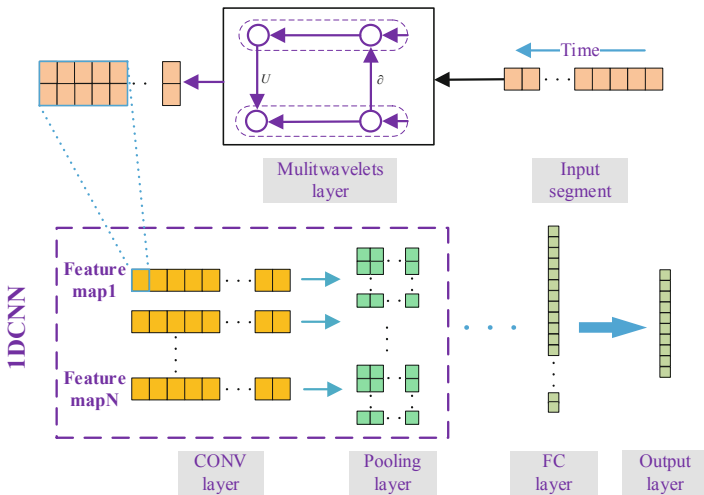 Time
U
∂
Mulitwavelets
layer
Input
segment
1DCNN
Feature
map1
Feature
mapN
CONV
layer
Pooling
layer
FC
layer
Output
layer